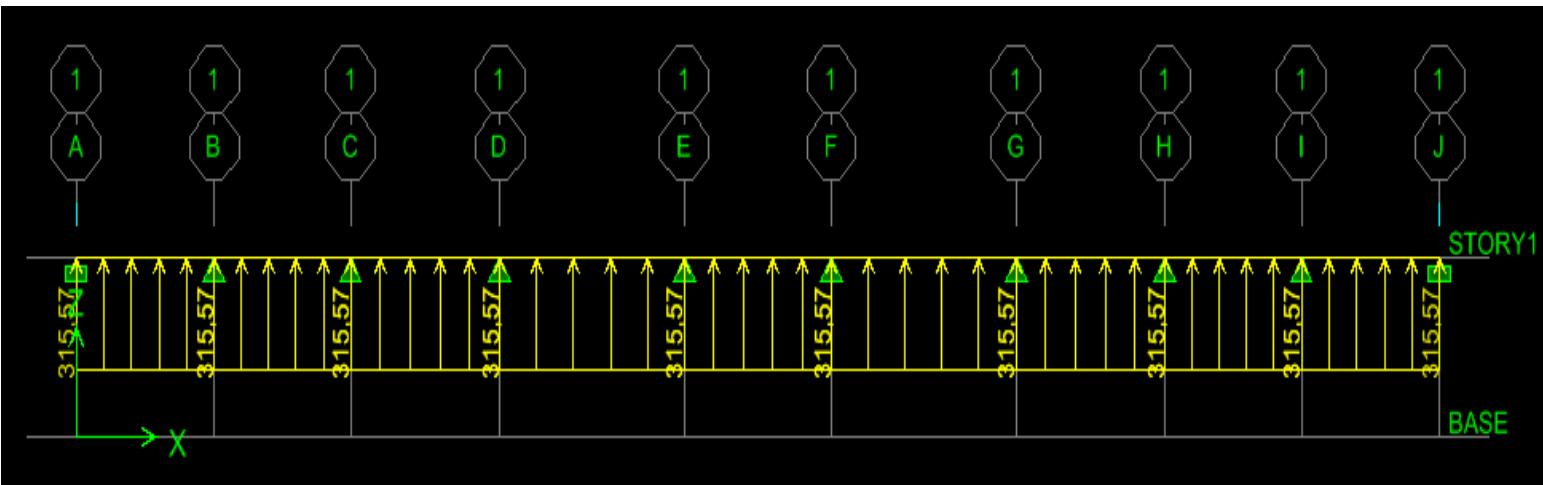 1 1 1 1 1 1 1 1 1 1
A B C D E F G H I J
STORY1
315,57 315,57 315,57 315,57 315,57 315,57 315,57 315,57 315,57 315,57
Z
BASE
X